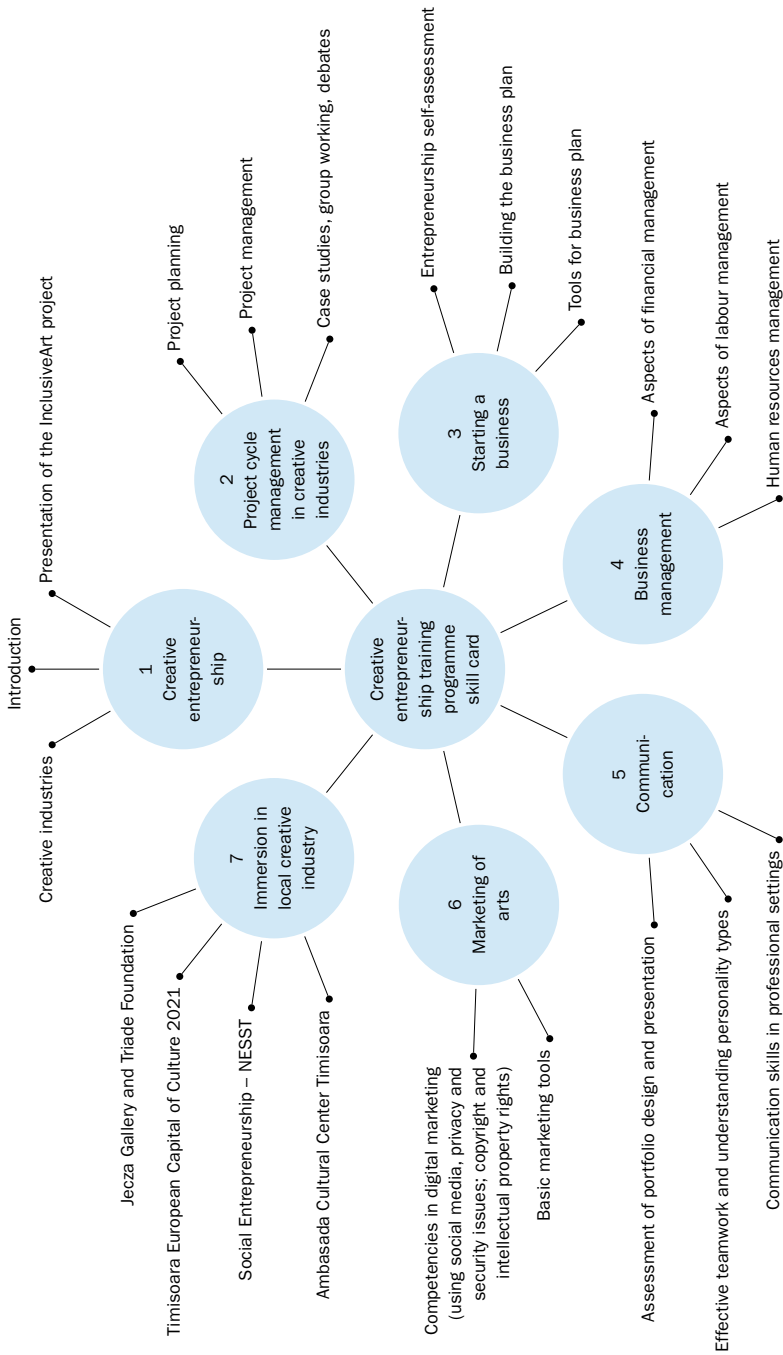 Creative
entrepreneur-
ship training
programme
skill card
1
Creative
entrepreneur-
ship
Creative industries
Introduction
Presentation of the InclusiveArt project
2
Project cycle
management
in creative
industries
Project planning
Project management
Case studies, group working, debates
3
Starting a
business
Entrepreneurship self-assessment
Building the business plan
Tools for business plan
4
Business
management
Aspects of financial management
Aspects of labour management
Human resources management
5
Communi-
cation
Assessment of portfolio design and presentation
Effective teamwork and understanding personality types
Communication skills in professional settings
6
Marketing of
arts
Competencies in digital marketing
(using social media, privacy and
security issues; copyright and
intellectual property rights)
Basic marketing tools
7
Immersion in
local creative
industry
Jecza Gallery and Triade Foundation
Timisoara European Capital of Culture 2021
Social Entrepreneurship – NESST
Ambasada Cultural Center Timisoara